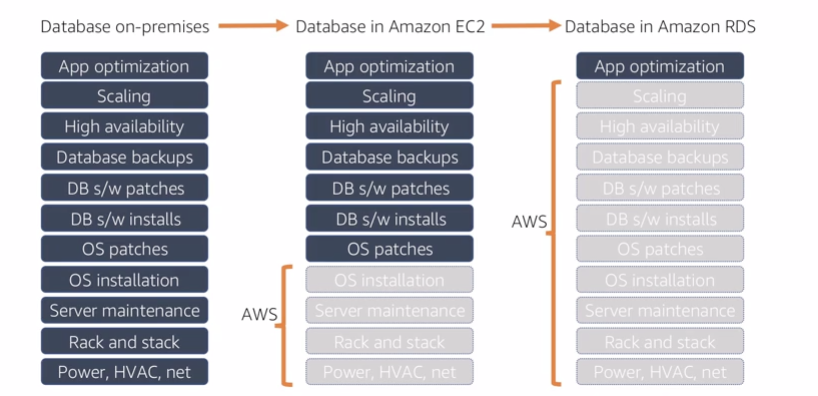 Database on-premises
Database in Amazon EC2
Database in Amazon RDS
App optimization
Scaling
High availability
Database backups
DB s/w patches
DB s/w installs
OS patches
OS installation
Server maintenance
Rack and stack
Power, HVAC, net
App optimization
Scaling
High availability
Database backups
DB s/w patches
DB s/w installs
OS patches
AWS
OS installation
Server maintenance
Rack and stack
Power, HVAC, net
App optimization
AWS
Scaling
High availability
Database backups
DB s/w patches
DB s/w installs
OS patches
OS installation
Server maintenance
Rack and stack
Power, HVAC, net